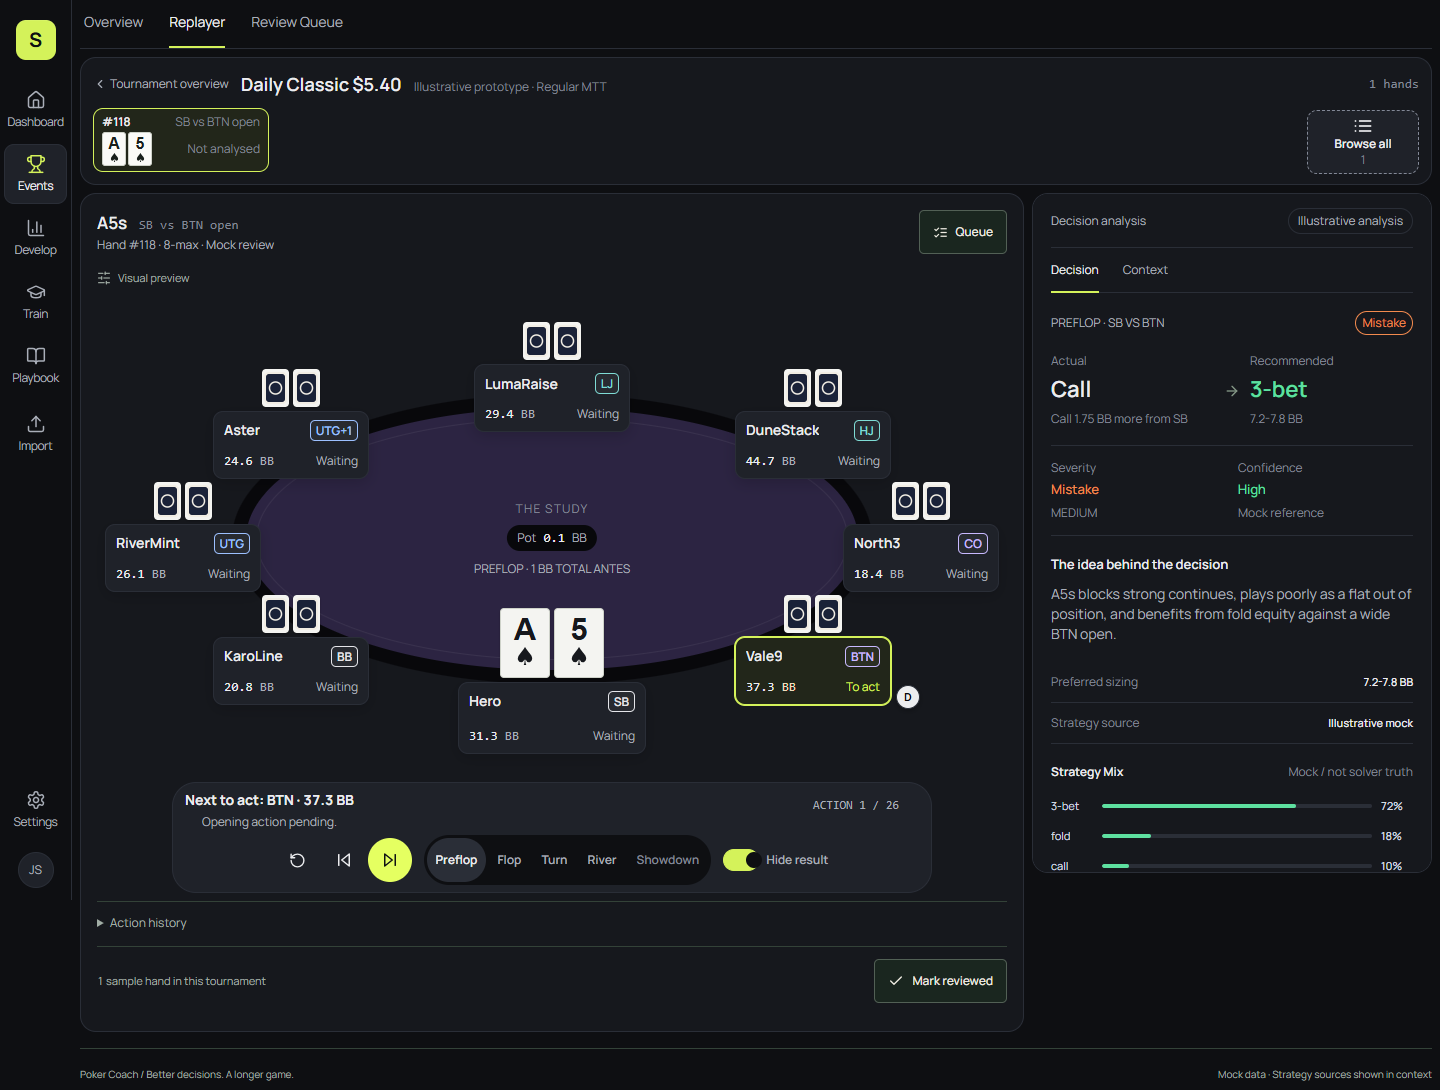 S
Dashboard
Events
Develop
Train
Playbook
Import
Settings
JS
Overview
Replayer
Review Queue
Tournament overview
Daily Classic $5.40
Illustrative prototype · Regular MTT
1 hands
#118
SB vs BTN open
A
5
Not analysed
Browse all
1
A5s
SB vs BTN open
Hand #118 · 8-max · Mock review
Queue
Visual preview
LumaRaise LJ
29.4 BB Waiting
Aster UTG+1
24.6 BB Waiting
DuneStack HJ
44.7 BB Waiting
RiverMint UTG
26.1 BB Waiting
THE STUDY
Pot 0.1 BB
PREFLOP · 1 BB TOTAL ANTES
North3 CO
18.4 BB Waiting
KaroLine BB
20.8 BB Waiting
A
5
Hero SB
31.3 BB Waiting
Vale9 BTN
37.3 BB To act
D
Next to act: BTN · 37.3 BB
Opening action pending.
ACTION 1 / 26
Preflop
Flop
Turn
River
Showdown
Hide result
Action history
1 sample hand in this tournament
Mark reviewed
Decision analysis
Illustrative analysis
Decision
Context
PREFLOP · SB VS BTN
Mistake
Actual
Recommended
Call
3-bet
Call 1.75 BB more from SB
7.2-7.8 BB
Severity
Confidence
Mistake
High
MEDIUM
Mock reference
The idea behind the decision
A5s blocks strong continues, plays poorly as a flat out of
position, and benefits from fold equity against a wide
BTN open.
Preferred sizing
7.2-7.8 BB
Strategy source
Illustrative mock
Strategy Mix
Mock / not solver truth
3-bet 72%
fold 18%
call 10%
Poker Coach / Better decisions. A longer game.
Mock data · Strategy sources shown in context